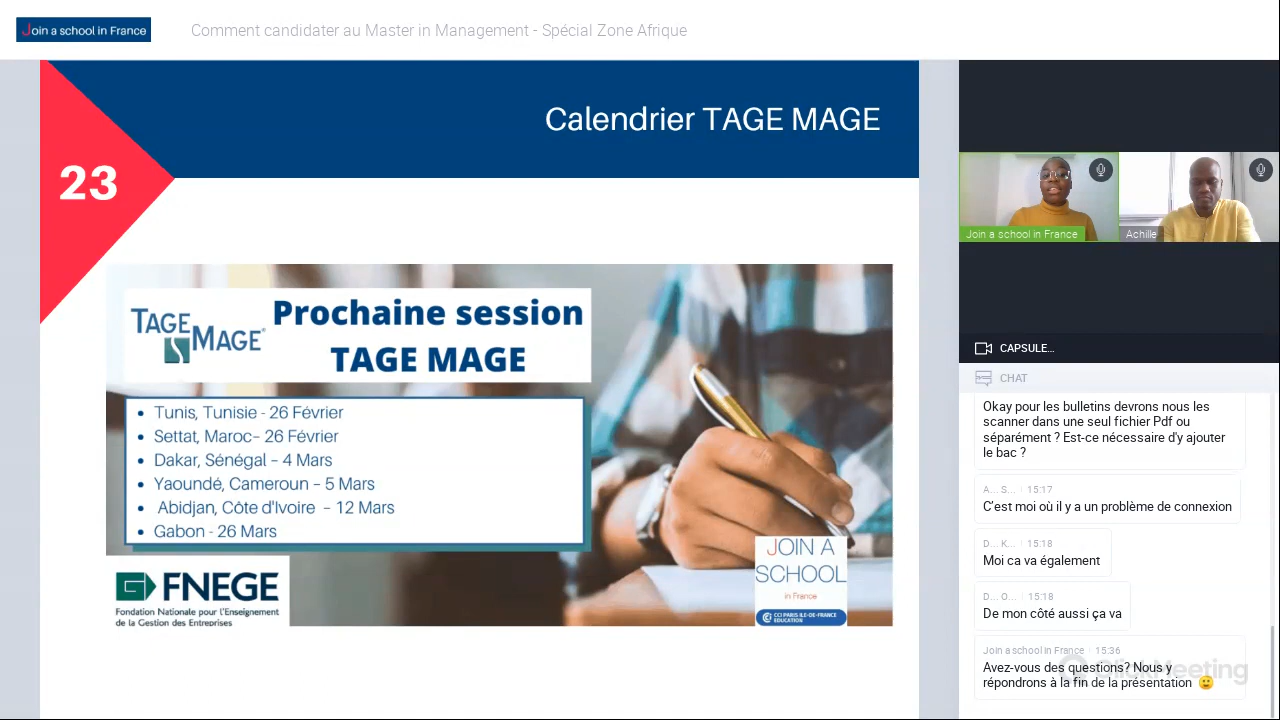 Join a school in France
Comment candidater au Master in Management - Spécial Zone Afrique
Calendrier TAGE MAGE
23
TAGE MAGE®
Prochaine session
TAGE MAGE
• Tunis, Tunisie - 26 Février
• Settat, Maroc– 26 Février
• Dakar, Sénégal – 4 Mars
• Yaoundé, Cameroun – 5 Mars
• Abidjan, Côte d'Ivoire – 12 Mars
• Gabon - 26 Mars
FNEGE
Fondation Nationale pour l'Enseignement
de la Gestion des Entreprises
JOIN A
SCHOOL
in France
CCI PARIS ILE-DE-FRANCE
EDUCATION
Join a school in France
Achille
CAPSULE...
CHAT
Okay pour les bulletins devrons nous les
scanner dans une seul fichier Pdf ou
séparément ? Est-ce nécessaire d'y ajouter
le bac ?
A... S... 15:17
C'est moi où il y a un problème de connexion
D... K... 15:18
Moi ca va également
D... O... 15:18
De mon côté aussi ça va
Join a school in France 15:36
Avez-vous des questions? Nous y
répondrons à la fin de la présentation 🙂
ClickMeeting